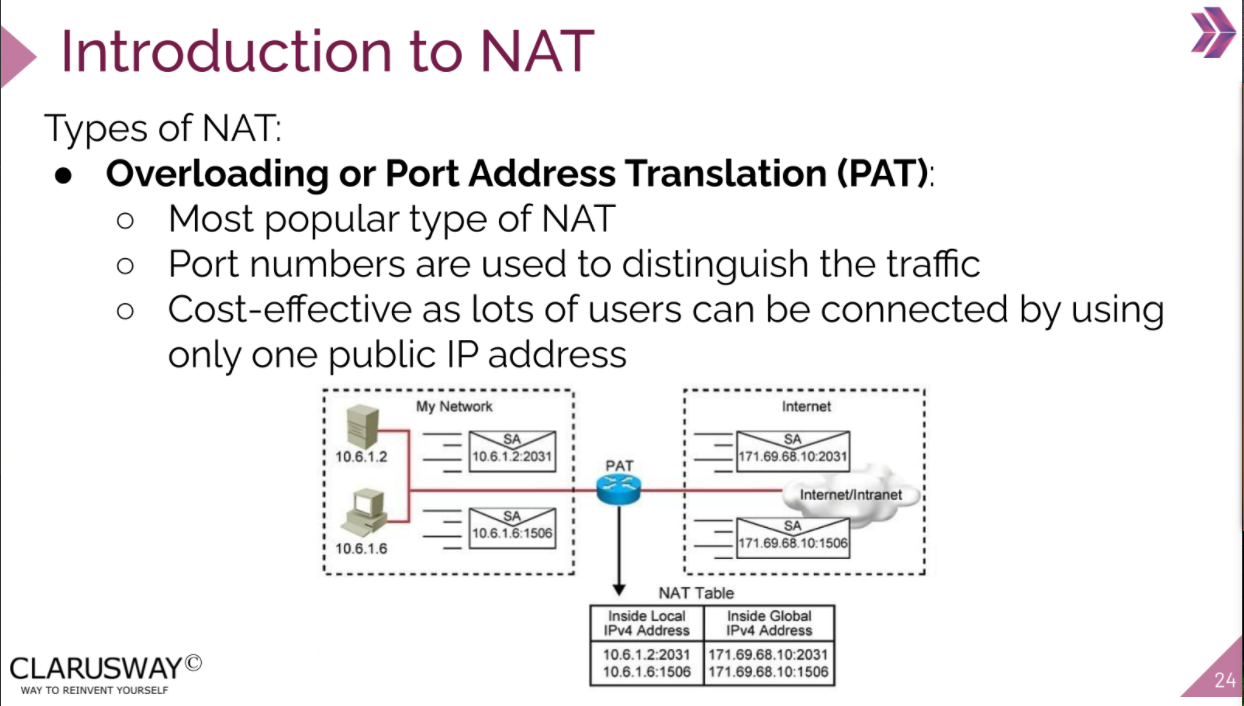 Introduction to NAT
Types of NAT:
● Overloading or Port Address Translation (PAT):
○ Most popular type of NAT
○ Port numbers are used to distinguish the traffic
○ Cost-effective as lots of users can be connected by using
only one public IP address
My Network
10.6.1.2
SA
10.6.1.2:2031
10.6.1.6
SA
10.6.1.6:1506
PAT
Internet
SA
171.69.68.10:2031
Internet/Intranet
SA
171.69.68.10:1506
NAT Table
Inside Local
IPv4 Address
Inside Global
IPv4 Address
10.6.1.2:2031 171.69.68.10:2031
10.6.1.6:1506 171.69.68.10:1506
CLARUSWAY©
WAY TO REINVENT YOURSELF
24